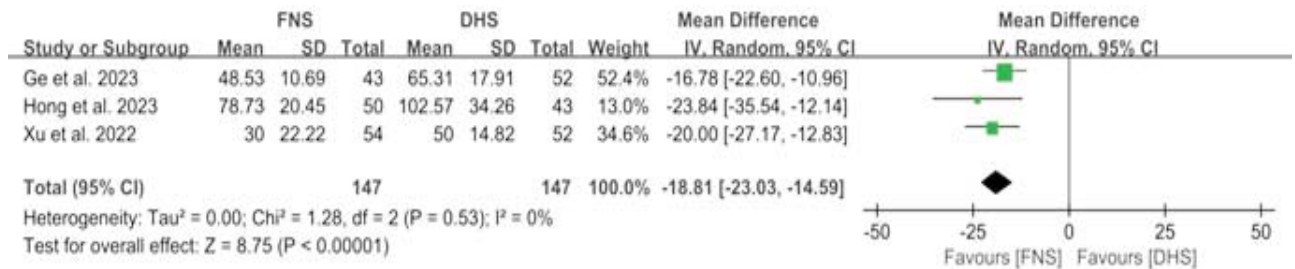 FNS DHS Mean Difference Mean Difference
Study or Subgroup Mean SD Total Mean SD Total Weight IV, Random, 95% CI IV, Random, 95% CI
Ge et al. 2023 48.53 10.69 43 65.31 17.91 52 52.4% -16.78 [-22.60, -10.96]
Hong et al. 2023 78.73 20.45 50 102.57 34.26 43 13.0% -23.84 [-35.54, -12.14]
Xu et al. 2022 30 22.22 54 50 14.82 52 34.6% -20.00 [-27.17, -12.83]
Total (95% CI) 147 147 100.0% -18.81 [-23.03, -14.59]
Heterogeneity: Tau² = 0.00; Chi² = 1.28, df = 2 (P = 0.53); I² = 0%
Test for overall effect: Z = 8.75 (P < 0.00001)
-50 -25 0 25 50
Favours [FNS] Favours [DHS]